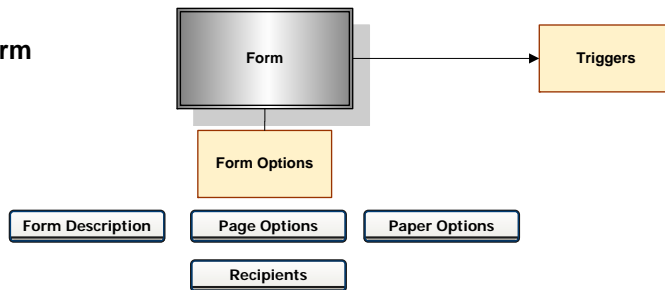 Form
Triggers
Form Options
Form Description
Page Options
Paper Options
Recipients